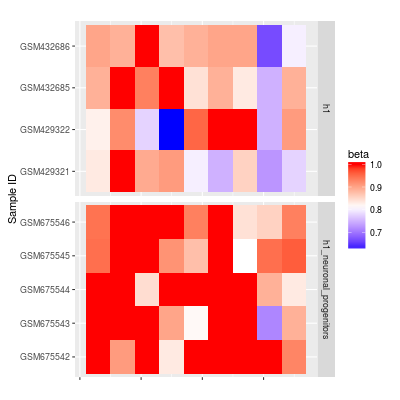 GSM432686
GSM432685
GSM429322
GSM429321
h1
GSM675546
GSM675545
GSM675544
GSM675543
GSM675542
h1_neuronal_progenitors
Sample ID
beta
1.0
0.9
0.8
0.7